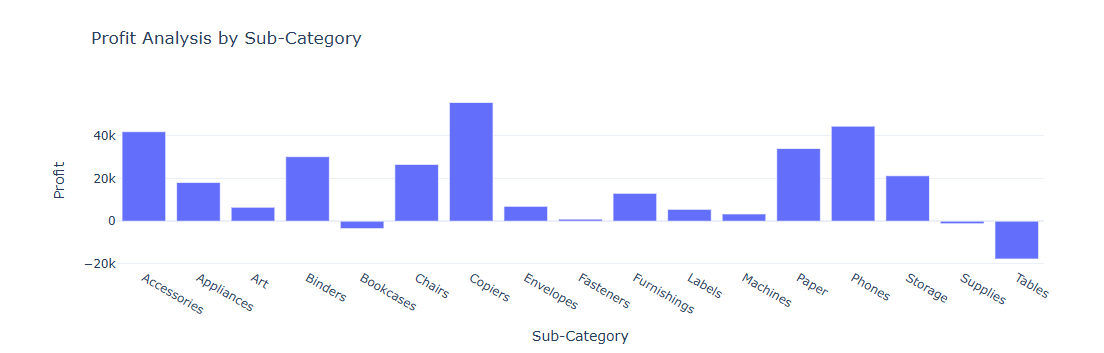 Profit Analysis by Sub-Category
Profit
40k
20k
0
−20k
Accessories
Appliances
Art
Binders
Bookcases
Chairs
Copiers
Envelopes
Fasteners
Furnishings
Labels
Machines
Paper
Phones
Storage
Supplies
Tables
Sub-Category